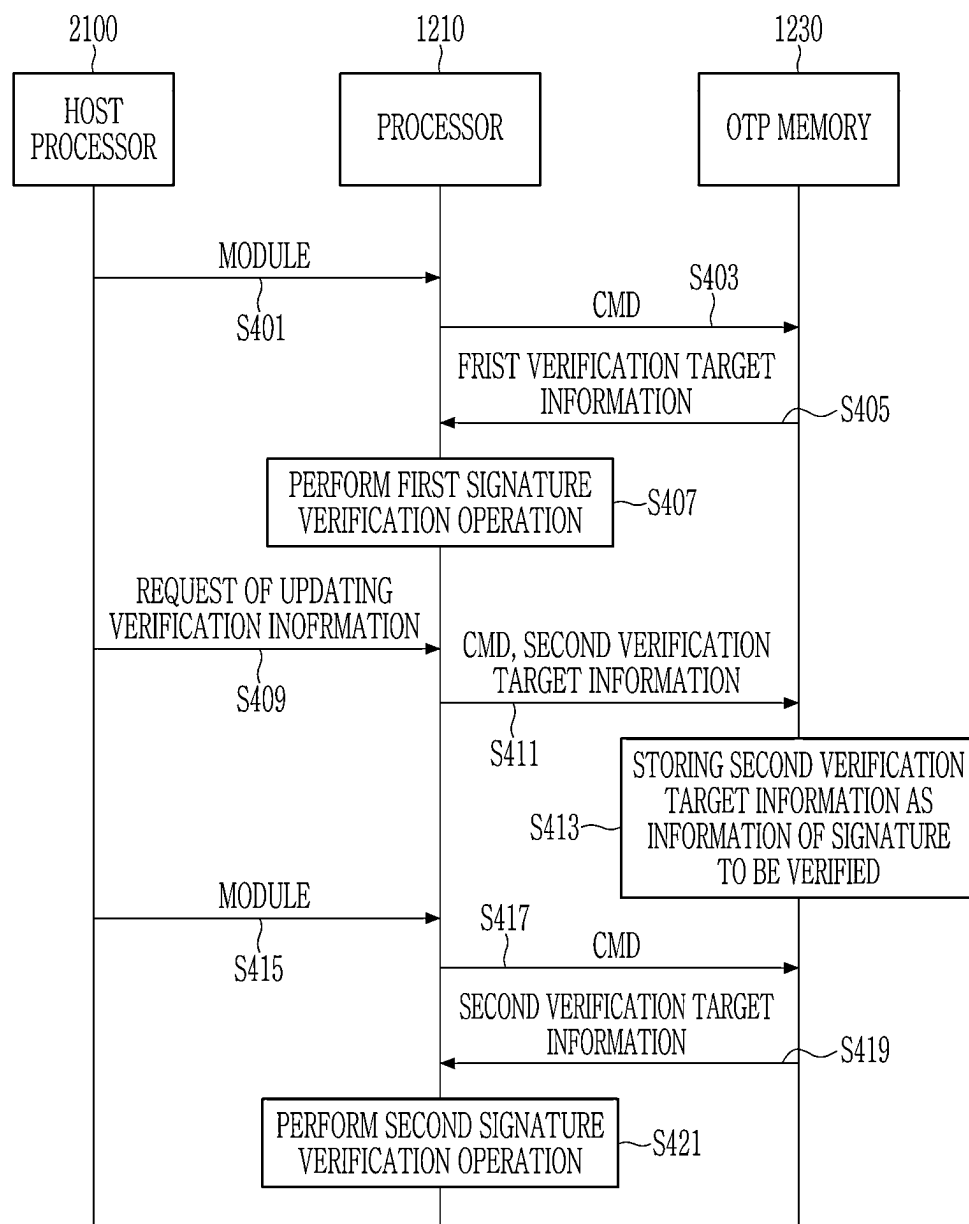 2100
1210
1230
HOST
PROCESSOR
PROCESSOR
OTP MEMORY
MODULE
S401
S403
CMD
FRIST VERIFICATION TARGET
INFORMATION
S405
PERFORM FIRST SIGNATURE
VERIFICATION OPERATION
S407
REQUEST OF UPDATING
VERIFICATION INOFRMATION
S409
CMD, SECOND VERIFICATION
TARGET INFORMATION
S411
STORING SECOND VERIFICATION
TARGET INFORMATION AS
INFORMATION OF SIGNATURE
TO BE VERIFIED
S413
MODULE
S415
S417
CMD
SECOND VERIFICATION TARGET
INFORMATION
S419
PERFORM SECOND SIGNATURE
VERIFICATION OPERATION
S421